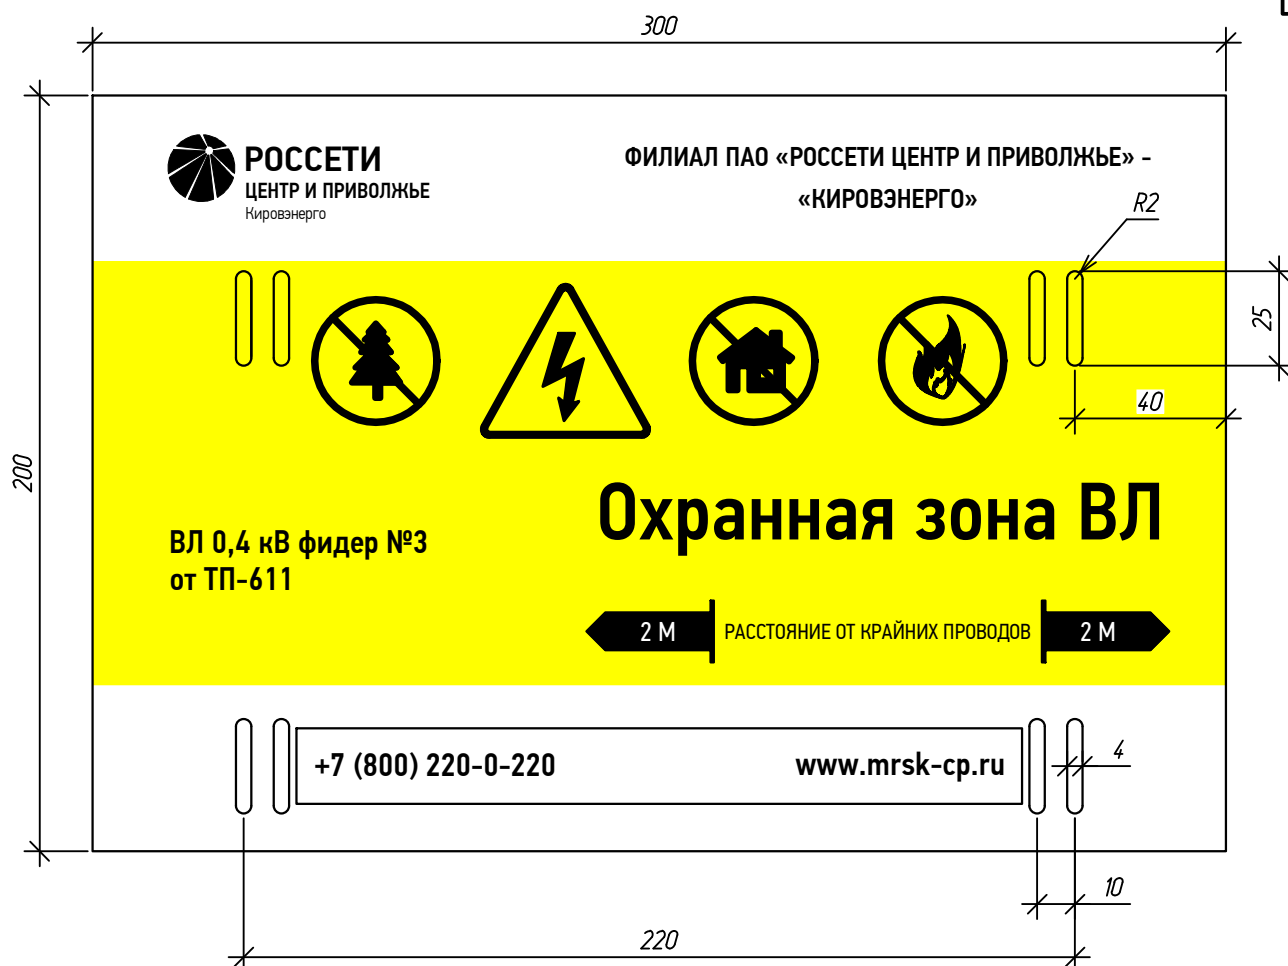 300
РОССЕТИ
ЦЕНТР И ПРИВОЛЖЬЕ
Кировэнерго
ФИЛИАЛ ПАО «РОССЕТИ ЦЕНТР И ПРИВОЛЖЬЕ» -
«КИРОВЭНЕРГО»
R2
25
40
200
Охранная зона ВЛ
ВЛ 0,4 кВ фидер №3
от ТП-611
2 М
РАССТОЯНИЕ ОТ КРАЙНИХ ПРОВОДОВ
2 М
+7 (800) 220-0-220
www.mrsk-cp.ru
4
10
220